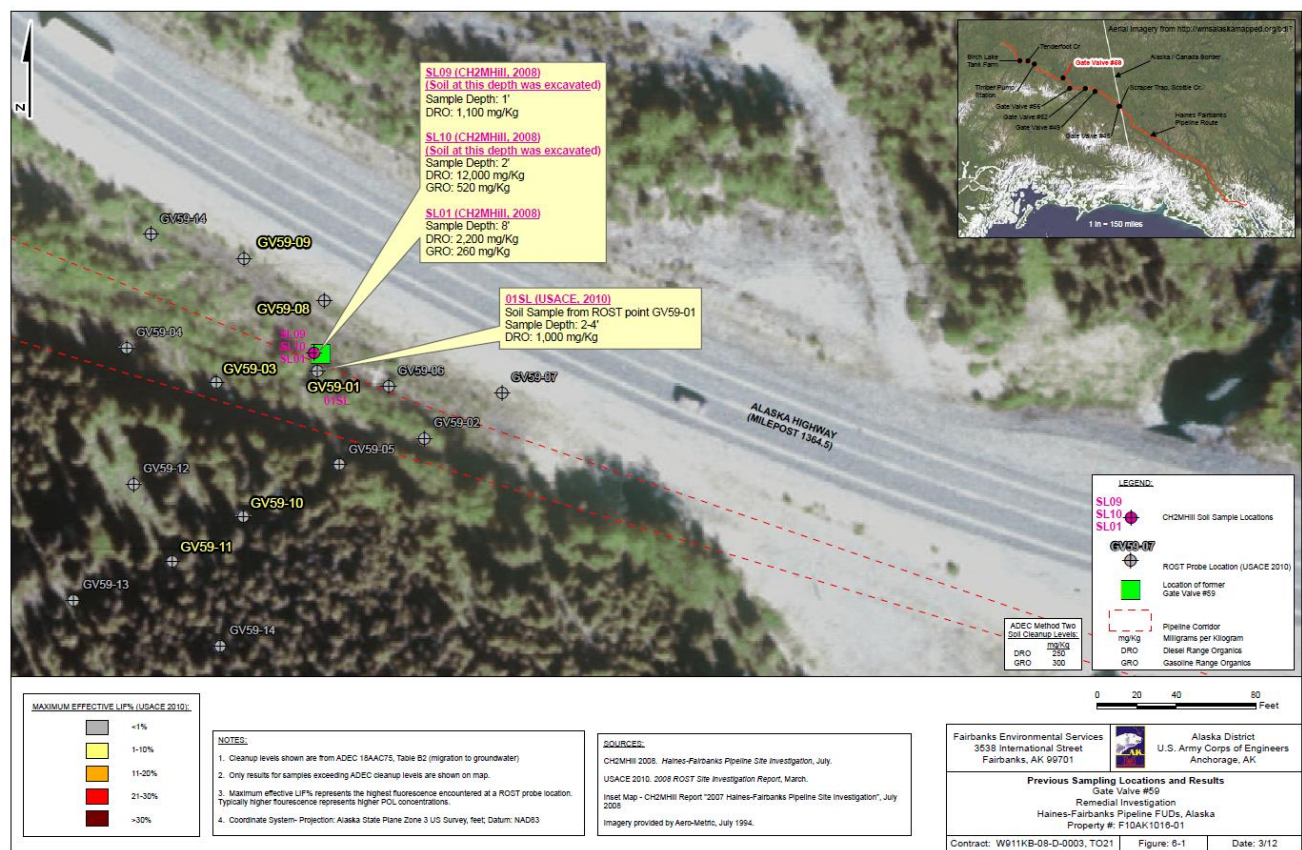 N
SL09 (CH2MHill, 2008)
(Soil at this depth was excavated)
Sample Depth: 1'
DRO: 1,100 mg/Kg
SL10 (CH2MHill, 2008)
(Soil at this depth was excavated)
Sample Depth: 2'
DRO: 12,000 mg/Kg
GRO: 520 mg/Kg
SL01 (CH2MHill, 2008)
Sample Depth: 8'
DRO: 2,200 mg/Kg
GRO: 260 mg/Kg
01SL (USACE, 2010)
Soil Sample from ROST point GV59-01
Sample Depth: 2-4'
DRO: 1,000 mg/Kg
Aerial Imagery from http://wmsalaskamapped.org/bdl?
Tenderfoot Cr
Birch Lake
Tank Farm
Gate Valve #59
Alaska / Canada Border
Timber Pump
Station
Scraper Trap, Scottie Cr.
Gate Valve #52
Gate Valve #49
Haines Fairbanks
Pipeline Route
1 in = 150 miles
GV59-14
GV59-09
GV59-08
GV59-04
SL09
SL10
SL01
GV59-03
GV59-01
01SL
GV59-06
GV59-07
GV59-02
GV59-05
GV59-12
GV59-10
GV59-11
GV59-13
GV59-14
ALASKA HIGHWAY
(MILEPOST 1364.5)
LEGEND:
SL09
SL10
SL01
CH2MHill Soil Sample Locations
GV59-07
ROST Probe Location (USACE 2010)
Location of former
Gate Valve #59
Pipeline Corridor
mg/Kg Milligrams per Kilogram
DRO Diesel Range Organics
GRO Gasoline Range Organics
ADEC Method Two
Soil Cleanup Levels:
mg/Kg
DRO 250
GRO 300
0 20 40 80
Feet
MAXIMUM EFFECTIVE LIF% (USACE 2010):
<1%
1-10%
11-20%
21-30%
>30%
NOTES:
1. Cleanup levels shown are from ADEC 18AAC75, Table B2 (migration to groundwater)
2. Only results for samples exceeding ADEC cleanup levels are shown on map.
3. Maximum effective LIF% represents the highest fluorescence encountered at a ROST probe location.
Typically higher flourescence represents higher POL concentrations.
4. Coordinate System- Projection: Alaska State Plane Zone 3 US Survey, feet; Datum: NAD83
SOURCES:
CH2MHill 2008. Haines-Fairbanks Pipeline Site Investigation, July.
USACE 2010. 2008 ROST Site Investigation Report, March.
Inset Map - CH2MHill Report "2007 Haines-Fairbanks Pipeline Site Investigation", July
2008
Imagery provided by Aero-Metric, July 1994.
Fairbanks Environmental Services
3538 International Street
Fairbanks, AK 99701
Alaska District
U.S. Army Corps of Engineers
Anchorage, AK
Previous Sampling Locations and Results
Gate Valve #59
Remedial Investigation
Haines-Fairbanks Pipeline FUDs, Alaska
Property #: F10AK1016-01
Contract: W911KB-08-D-0003, TO21
Figure: 6-1
Date: 3/12